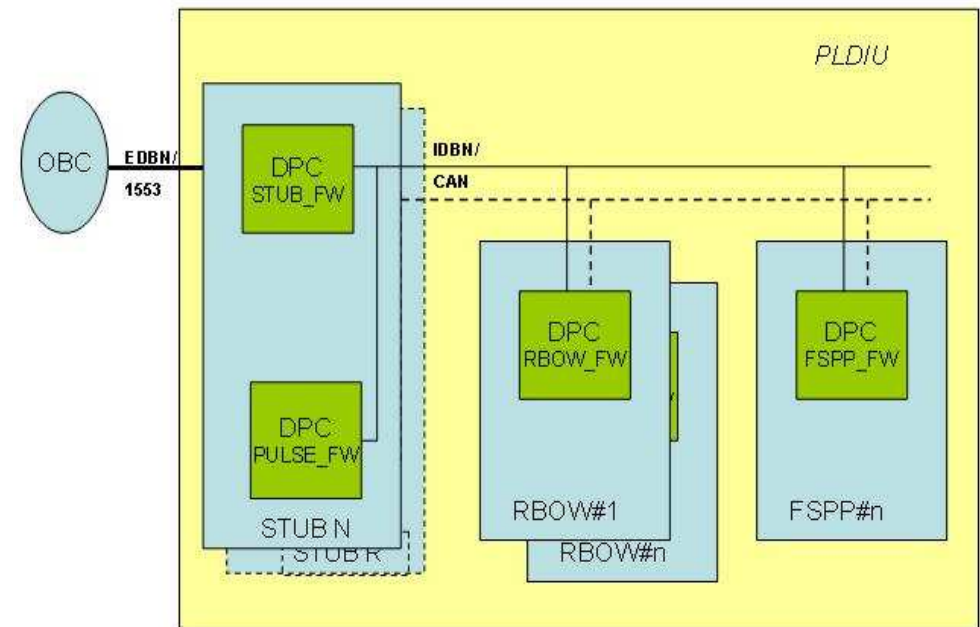 PLDIU
OBC
EDBN/
1553
DPC
STUB_FW
IDBN/
CAN
DPC
RBOW_FW
DPC
FSPP_FW
DPC
PULSE_FW
STUB N
STUB R
RBOW#1
RBOW#n
FSPP#n